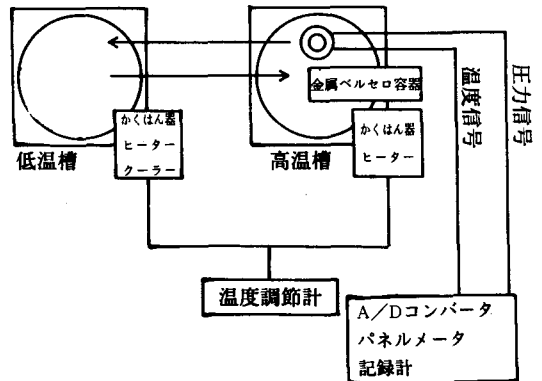 金属ベルセロ容器
かくはん器
ヒーター
クーラー
低温槽
かくはん器
ヒーター
高温槽
温度信号
圧力信号
温度調節計
A/Dコンバータ
パネルメータ
記録計